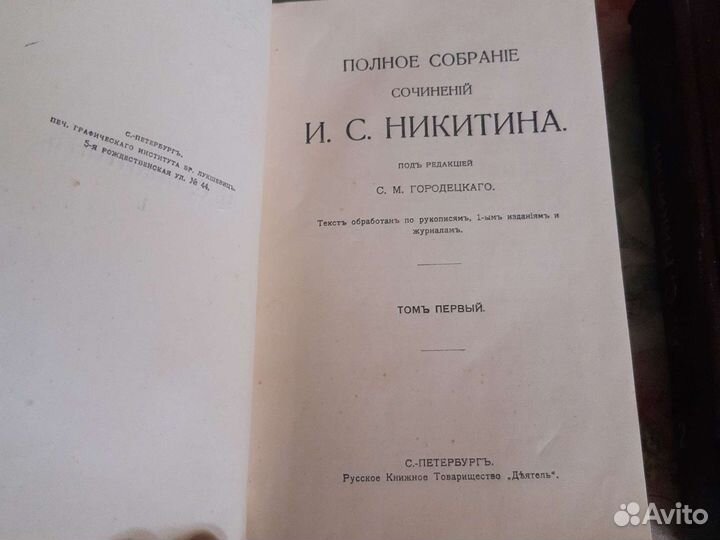 С.-ПЕТЕРБУРГЪ.
ПЕЧ. ГРАФИЧЕСКАГО ИНСТИТУТА БР. ЛУКШЕВИЦ.
5-Я РОЖДЕСТВЕНСКАЯ УЛ. № 44.
ПОЛНОЕ СОБРАНІЕ
СОЧИНЕНІЙ
И. С. НИКИТИНА.
ПОДЪ РЕДАКЦІЕЙ
С. М. ГОРОДЕЦКАГО.
Текстъ обработанъ по рукописямъ, 1-ымъ изданіямъ и
журналамъ.
ТОМЪ ПЕРВЫЙ.
С.-ПЕТЕРБУРГЪ.
Русское Книжное Товарищество „Дѣятель“.
Avito